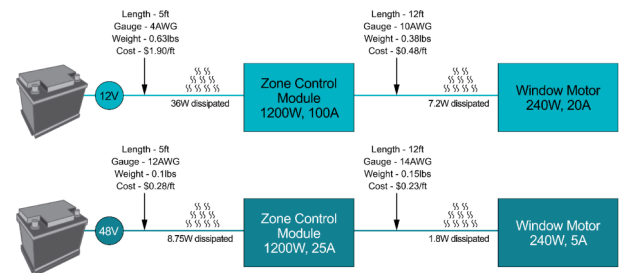 Length - 5ft
Gauge - 4AWG
Weight - 0.63lbs
Cost - $1.90/ft
Length - 12ft
Gauge - 10AWG
Weight - 0.38lbs
Cost - $0.48/ft
12V
36W dissipated
Zone Control
Module
1200W, 100A
7.2W dissipated
Window Motor
240W, 20A
Length - 5ft
Gauge - 12AWG
Weight - 0.1lbs
Cost - $0.28/ft
Length - 12ft
Gauge - 14AWG
Weight - 0.15lbs
Cost - $0.23/ft
48V
8.75W dissipated
Zone Control
Module
1200W, 25A
1.8W dissipated
Window Motor
240W, 5A